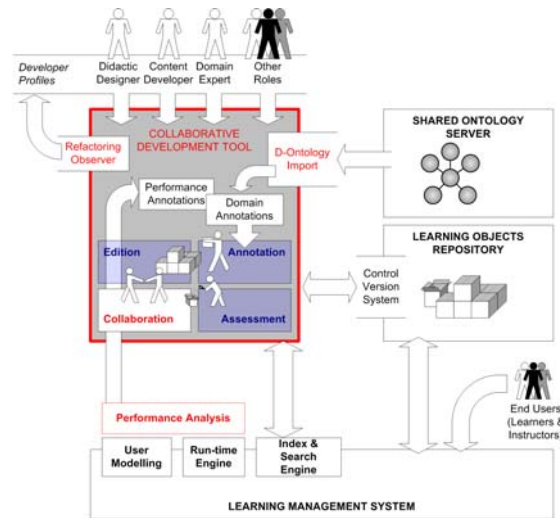 Developer
Profiles
Didactic
Designer
Content
Developer
Domain
Expert
Other
Roles
COLLABORATIVE
DEVELOPMENT TOOL
Refactoring
Observer
D-Ontology
Import
SHARED ONTOLOGY
SERVER
Performance
Annotations
Domain
Annotations
LEARNING OBJECTS
REPOSITORY
Edition
Annotation
Control
Version
System
Collaboration
Assessment
Performance Analysis
End Users
(Learners &
Instructors)
User
Modelling
Run-time
Engine
Index &
Search
Engine
LEARNING MANAGEMENT SYSTEM